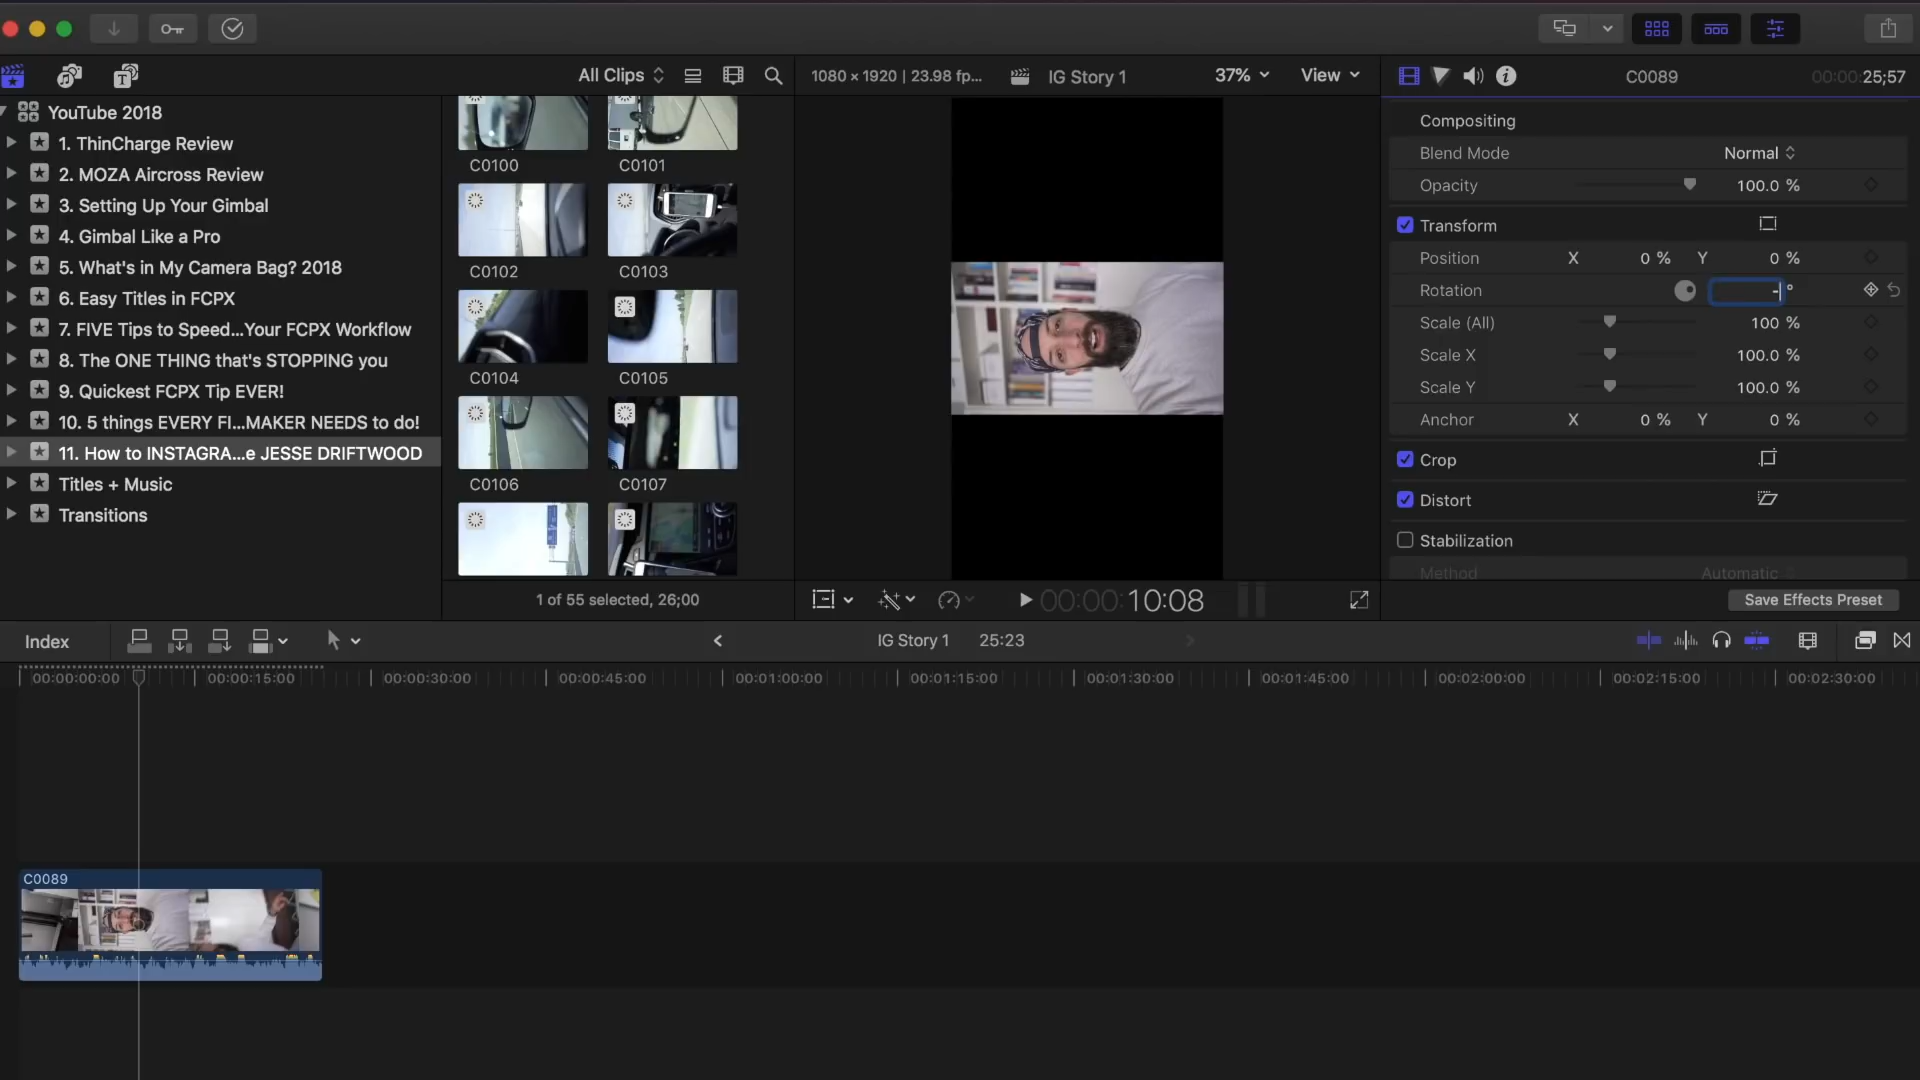 All Clips
1080 × 1920 | 23.98 fp...
IG Story 1
37%
View
C0089
00:00:25;57
YouTube 2018
1. ThinCharge Review
2. MOZA Aircross Review
3. Setting Up Your Gimbal
4. Gimbal Like a Pro
5. What's in My Camera Bag? 2018
6. Easy Titles in FCPX
7. FIVE Tips to Speed...Your FCPX Workflow
8. The ONE THING that's STOPPING you
9. Quickest FCPX Tip EVER!
10. 5 things EVERY FI...MAKER NEEDS to do!
11. How to INSTAGRA...e JESSE DRIFTWOOD
Titles + Music
Transitions
C0100 C0101
C0102 C0103
C0104 C0105
C0106 C0107
1 of 55 selected, 26;00
00:00:10:08
Compositing
Blend Mode Normal
Opacity 100.0 %
Transform
Position X 0 % Y 0 %
Rotation - °
Scale (All) 100 %
Scale X 100.0 %
Scale Y 100.0 %
Anchor X 0 % Y 0 %
Crop
Distort
Stabilization
Method Automatic
Save Effects Preset
Index
IG Story 1 25:23
00:00:00:00 00:00:15:00 00:00:30:00 00:00:45:00 00:01:00:00 00:01:15:00 00:01:30:00 00:01:45:00 00:02:00:00 00:02:15:00 00:02:30:00
C0089